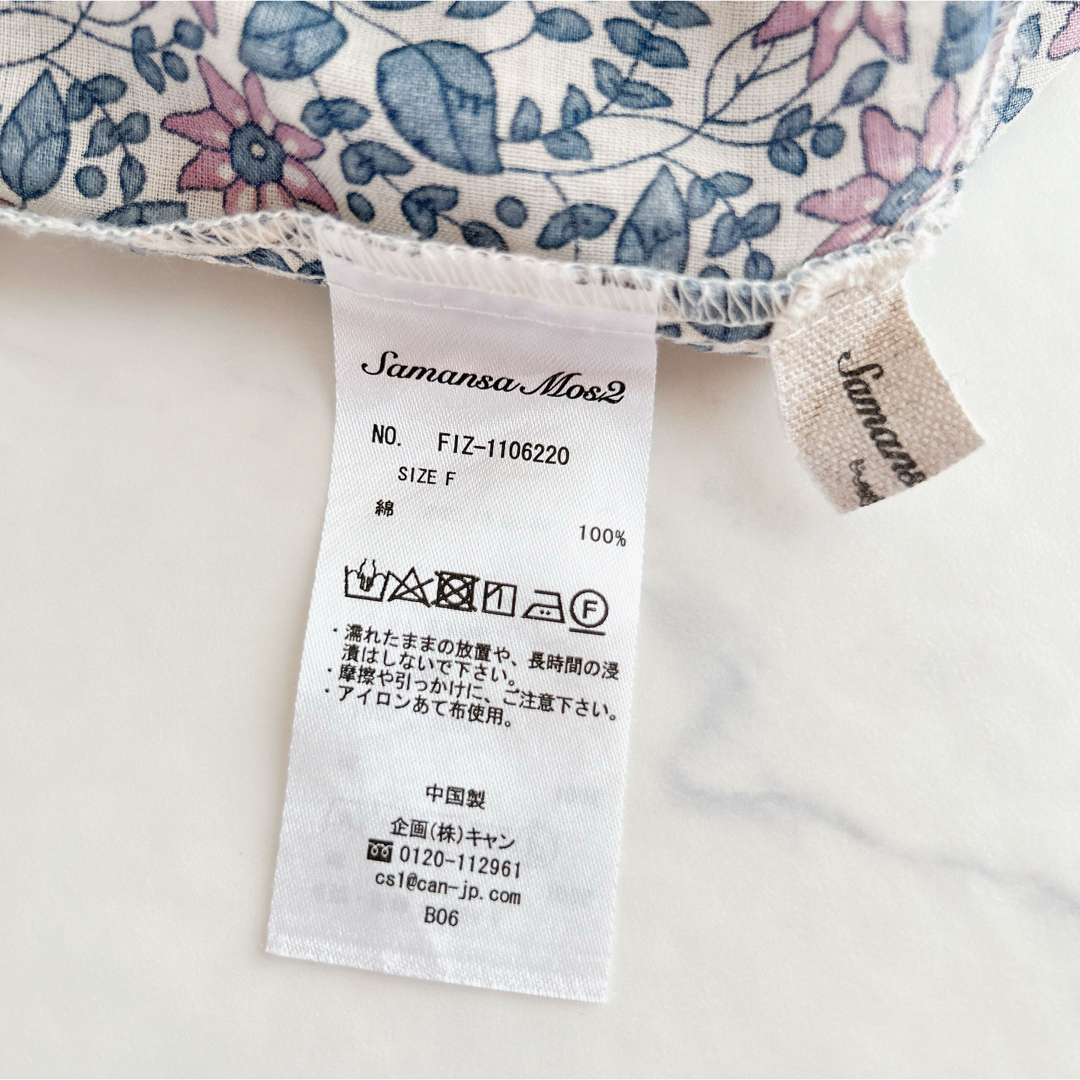 Samansa Mos2
NO. FIZ-1106220
SIZE F
綿
100%
F
・濡れたままの放置や、長時間の浸
漬はしないで下さい。
・摩擦や引っかけに、ご注意下さい。
・アイロンあて布使用。
中国製
企画(株)キャン
0120-112961
cs1@can-jp.com
B06
Samans